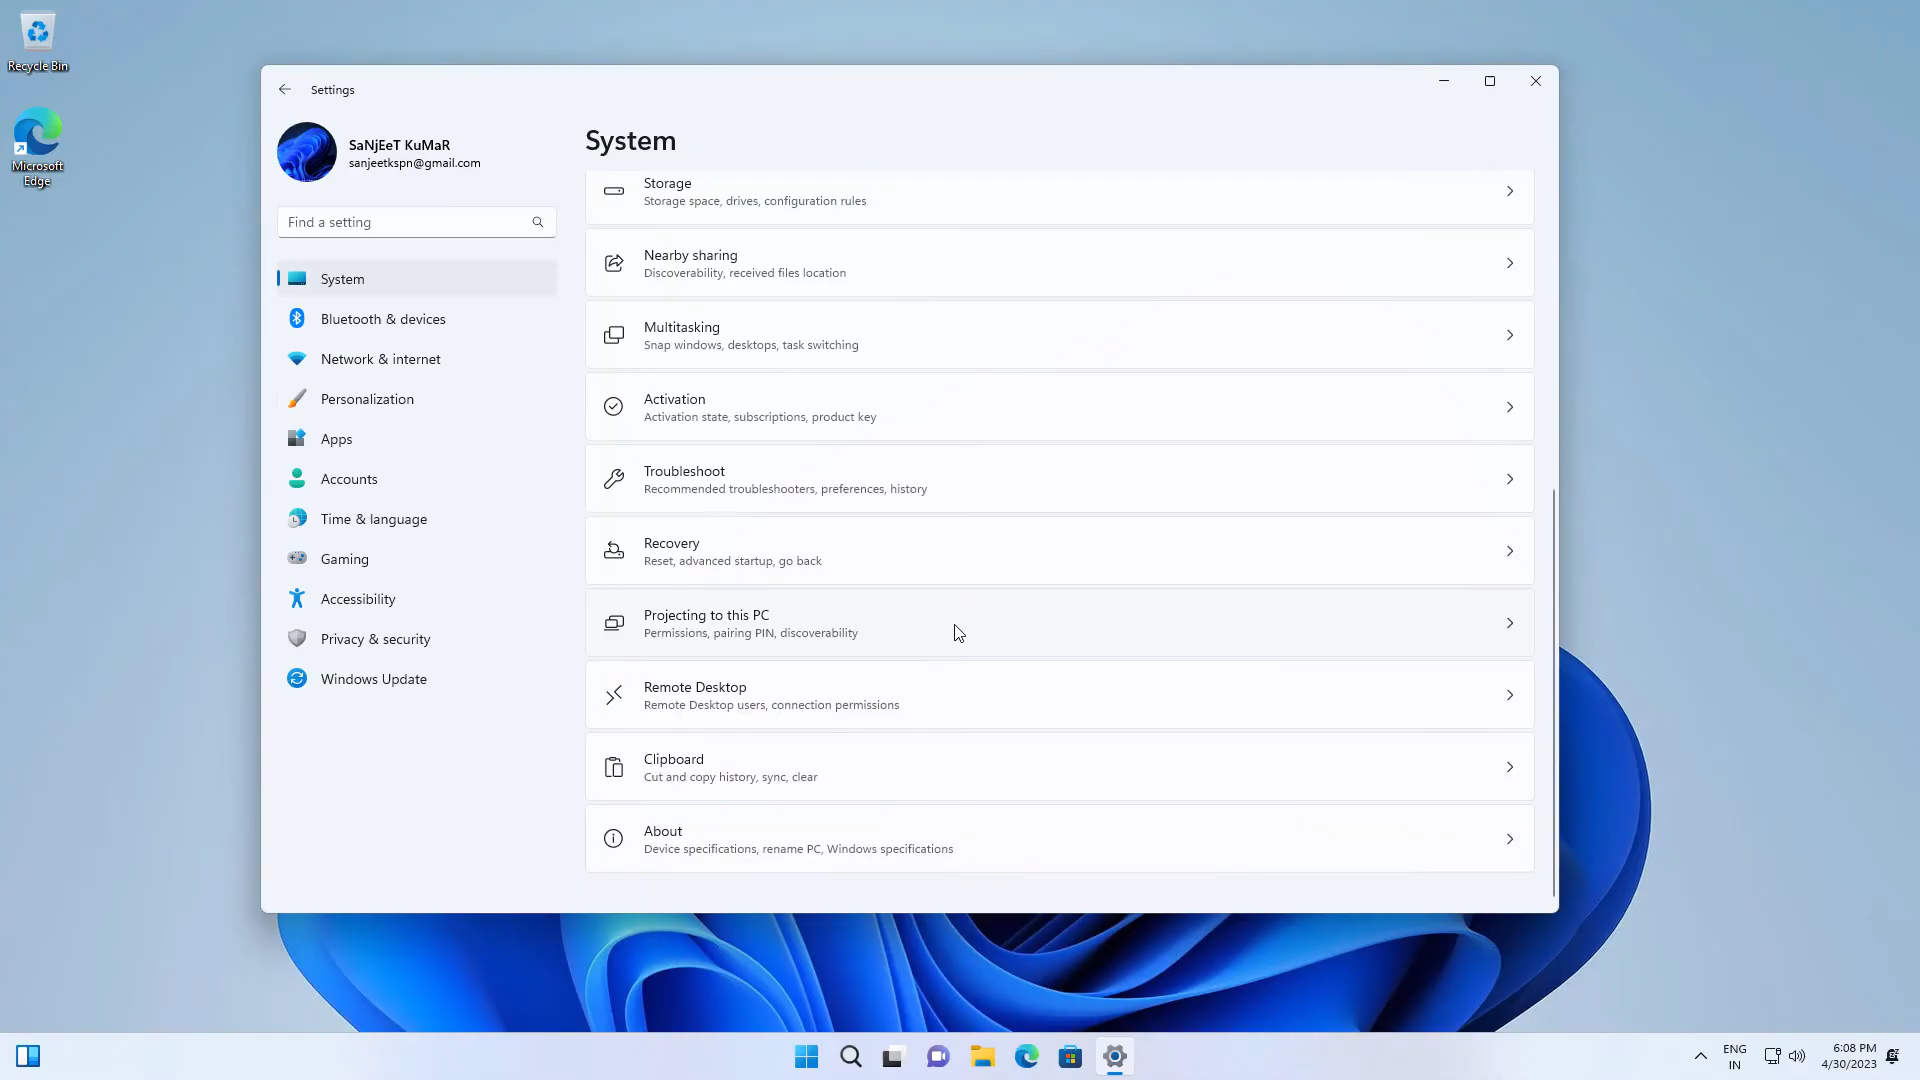 Recycle Bin
Microsoft
Edge
Settings
SaNjEeT KuMaR
sanjeetkspn@gmail.com
Find a setting
System
Bluetooth & devices
Network & internet
Personalization
Apps
Accounts
Time & language
Gaming
Accessibility
Privacy & security
Windows Update
System
Storage
Storage space, drives, configuration rules
Nearby sharing
Discoverability, received files location
Multitasking
Snap windows, desktops, task switching
Activation
Activation state, subscriptions, product key
Troubleshoot
Recommended troubleshooters, preferences, history
Recovery
Reset, advanced startup, go back
Projecting to this PC
Permissions, pairing PIN, discoverability
Remote Desktop
Remote Desktop users, connection permissions
Clipboard
Cut and copy history, sync, clear
About
Device specifications, rename PC, Windows specifications
ENG
IN
6:08 PM
4/30/2023